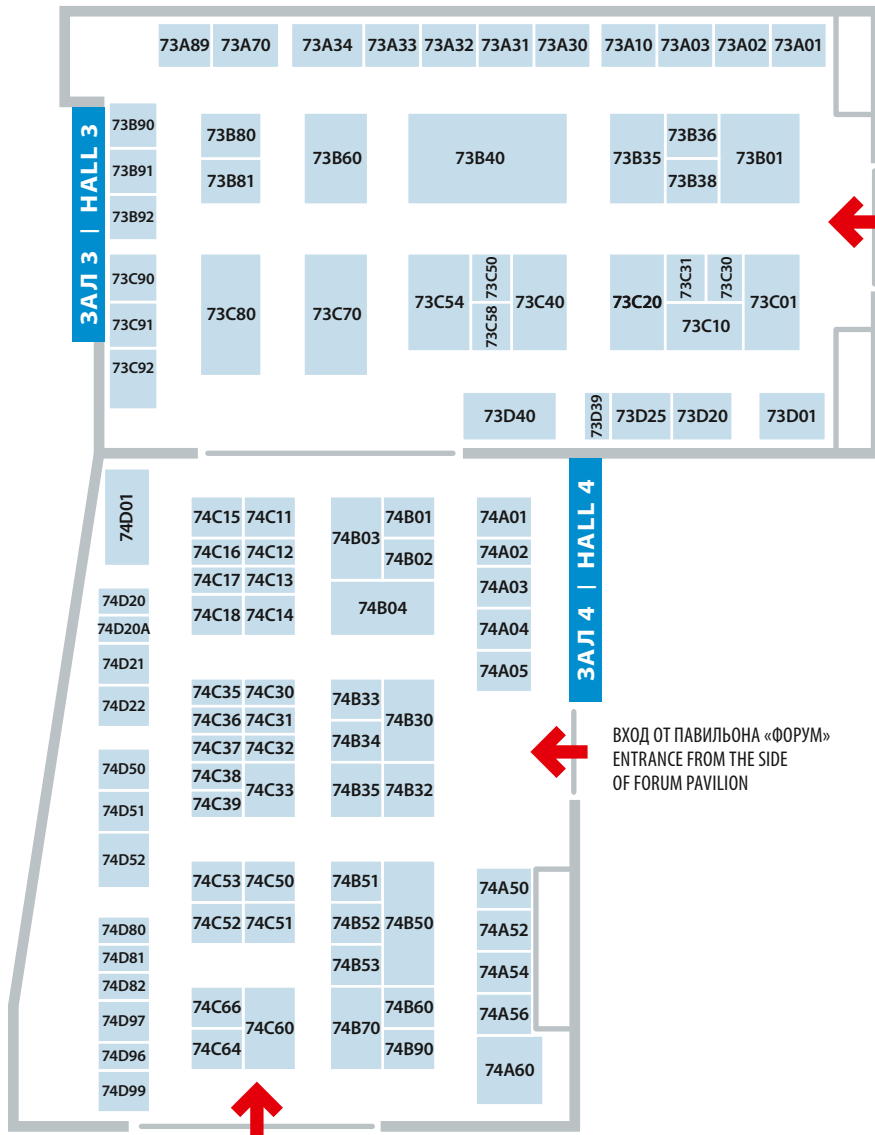 73A89 73A70 73A34 73A33 73A32 73A31 73A30 73A10 73A03 73A02 73A01
ЗАЛ 3 | HALL 3
73B90
73B91
73B92
73B80
73B81
73B60
73B40
73B35
73B36
73B38
73B01
73C90
73C91
73C92
73C80
73C70
73C54
73C50
73C58
73C40
73C20
73C31
73C30
73C10
73C01
73D40
73D39
73D25
73D20
73D01
ЗАЛ 4 | HALL 4
74D01
74C15 74C11
74C16 74C12
74C17 74C13
74C18 74C14
74B03
74B01
74B02
74B04
74A01
74A02
74A03
74A04
74A05
74D20
74D20A
74D21
74D22
74C35 74C30
74C36 74C31
74C37 74C32
74C38
74C39
74C33
74B33
74B34
74B30
74B35 74B32
ВХОД ОТ ПАВИЛЬОНА «ФОРУМ»
ENTRANCE FROM THE SIDE
OF FORUM PAVILION
74D50
74D51
74D52
74C53 74C50
74C52 74C51
74B51
74B52
74B53
74B50
74A50
74A52
74A54
74A56
74A60
74D80
74D81
74D82
74D97
74D96
74D99
74C66
74C64
74C60
74B70
74B60
74B90